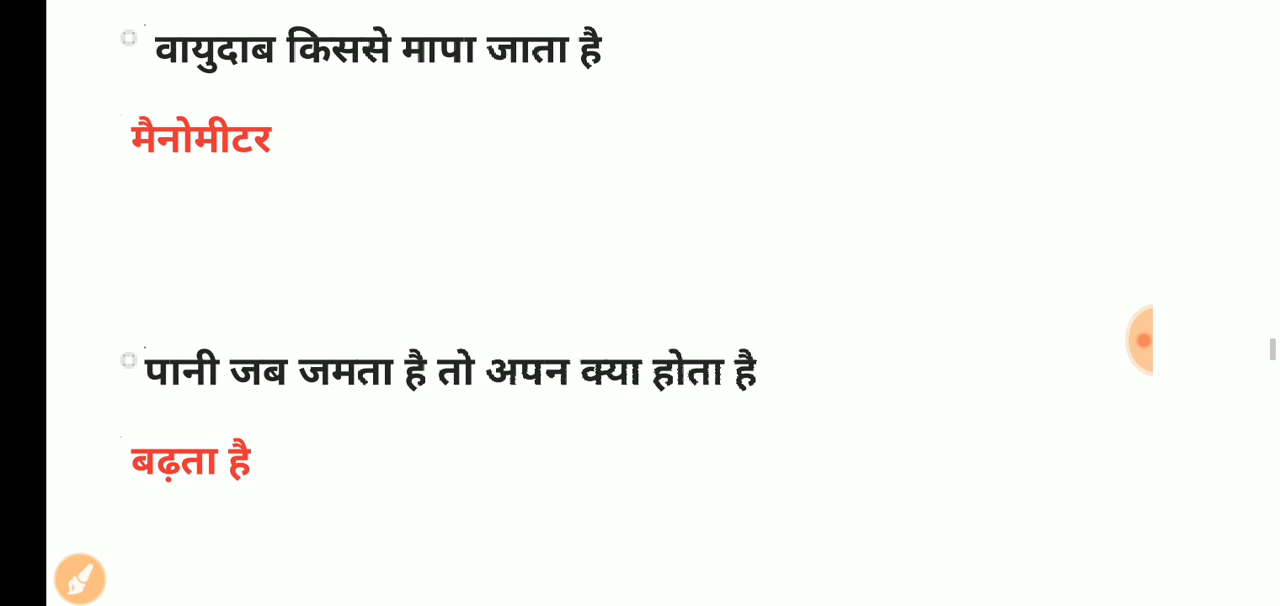 वायुदाब किससे मापा जाता है
मैनोमीटर
पानी जब जमता है तो अपन क्या होता है
बढ़ता है